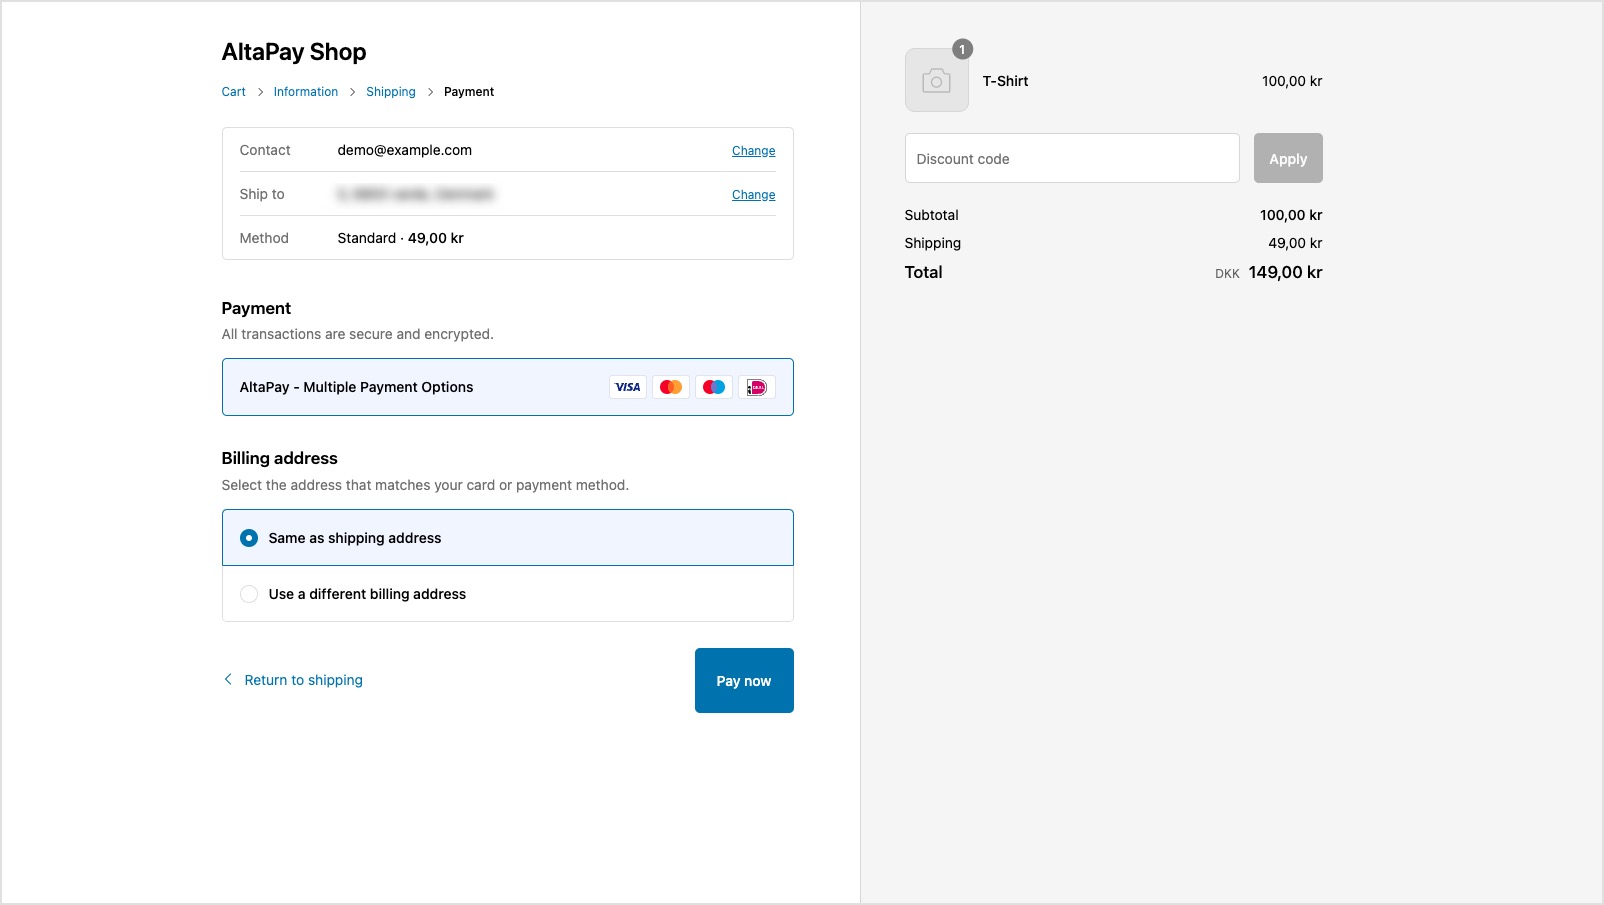 AltaPay Shop
Cart > Information > Shipping > Payment
Contact demo@example.com Change
Ship to Change
Method Standard · 49,00 kr
Payment
All transactions are secure and encrypted.
AltaPay - Multiple Payment Options VISA iDEAL
Billing address
Select the address that matches your card or payment method.
Same as shipping address
Use a different billing address
Return to shipping
Pay now
1
T-Shirt 100,00 kr
Discount code Apply
Subtotal 100,00 kr
Shipping 49,00 kr
Total DKK 149,00 kr